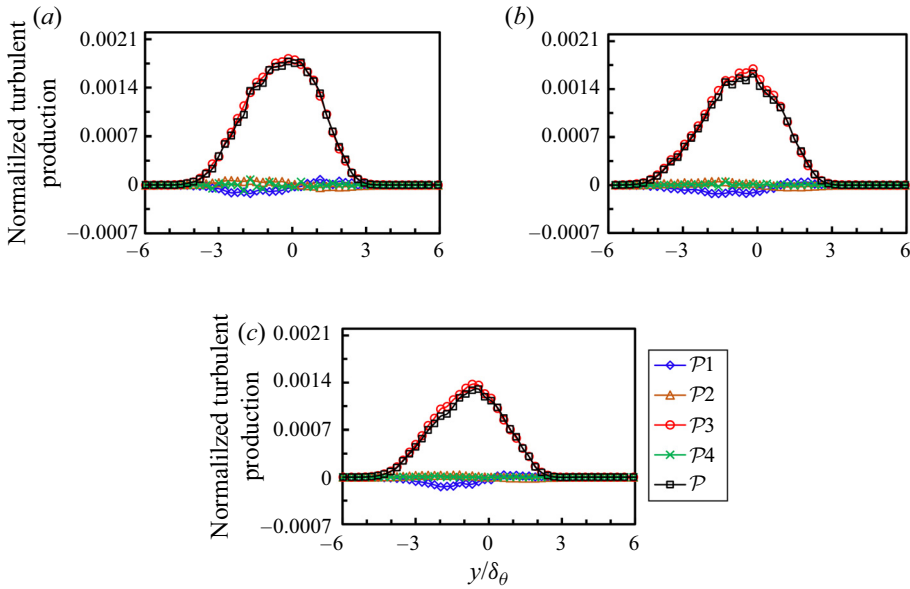 (a)
Normalilzed turbulent
production
0.0021
0.0014
0.0007
0
−0.0007
−6
−3
0
3
6
(b)
0.0021
0.0014
0.0007
0
−0.0007
−6
−3
0
3
6
(c)
Normalilzed turbulent
production
0.0021
0.0014
0.0007
0
−0.0007
−6
−3
0
3
6
y/δθ
𝒫1
𝒫2
𝒫3
𝒫4
𝒫